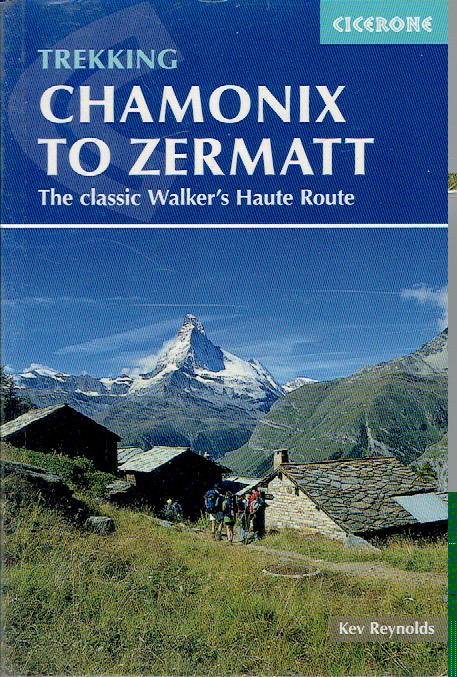 CICERONE
TREKKING
CHAMONIX
TO ZERMATT
The classic Walker's Haute Route
Kev Reynolds